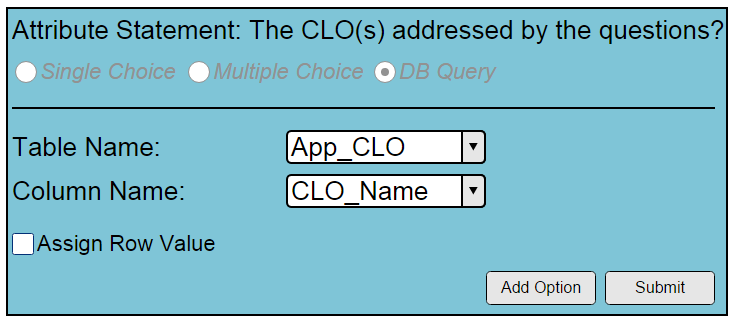 Attribute Statement: The CLO(s) addressed by the questions?
Single Choice Multiple Choice DB Query
Table Name: App_CLO
Column Name: CLO_Name
Assign Row Value
Add Option Submit